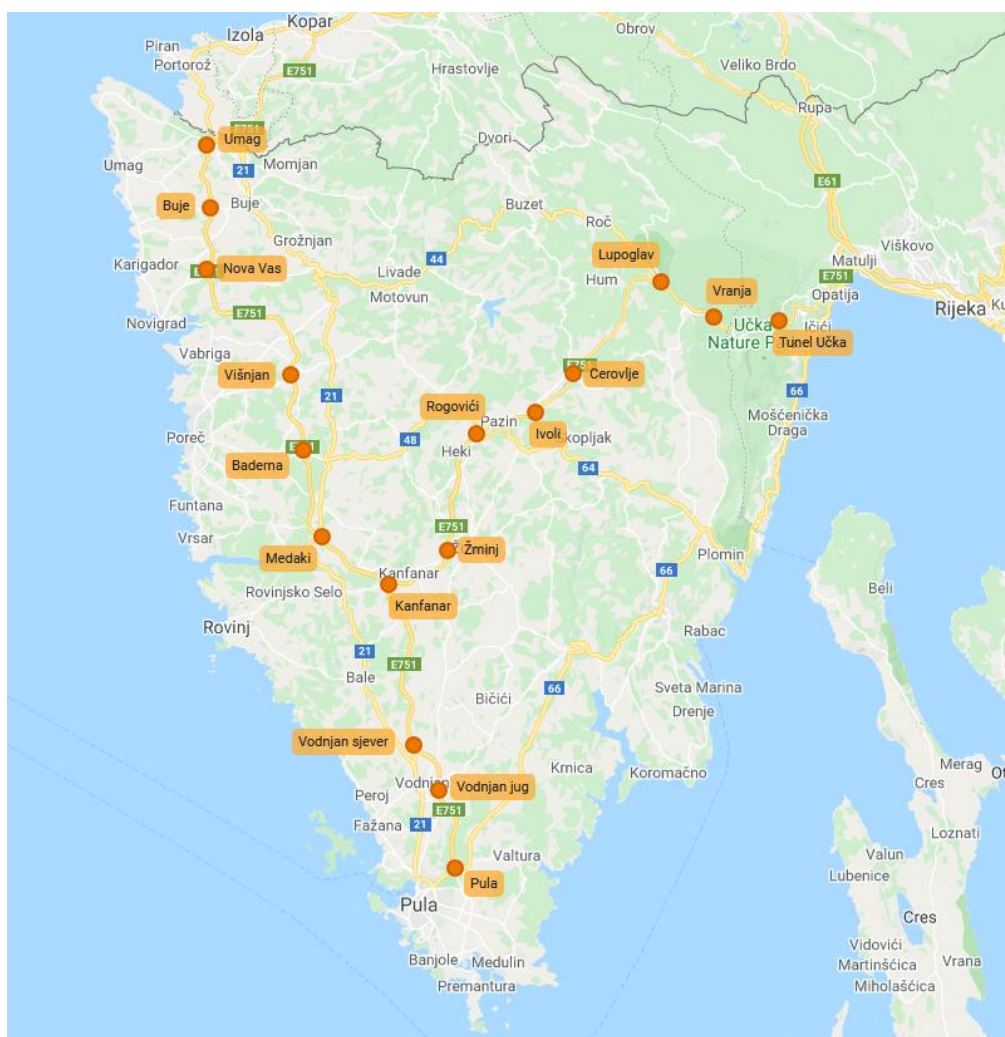 Kopar
Izola
Piran
Portorož
E751
Hrastovlje
Obrov
Veliko Brdo
Rupa
E751
Umag
Dvori
Umag
21
Momjan
E61
Buje
Buje
Buzet
Roč
Grožnjan
Viškovo
Karigador
Nova Vas
44
Livade
Lupoglav
Matulji
E751
Hum
Motovun
Vranja
Opatija
Rijeka
Novigrad
E751
Učka
Nature P
Ičići
Tunel Učka
Vabriga
Višnjan
Cerovlje
21
66
Rogovići
Mošćenička
Draga
Poreč
Pazin
Ivoli
48
Heki
Baderna
64
Funtana
E751
Vrsar
Medaki
Žminj
Plomin
Kanfanar
66
Rovinjsko Selo
Kanfanar
Beli
Rovinj
Rabac
21
E751
Bale
66
Sveta Marina
Bičići
Drenje
Vodnjan sjever
Krnica
Koromačno
Merag
Vodnjan
Vodnjan jug
Cres
Peroj
E751
Fažana
21
Loznati
Valtura
Valun
Lubenice
Pula
Pula
Cres
Banjole
Medulin
Vidovići
Vrana
Martinšćica
Premantura
Miholašćica